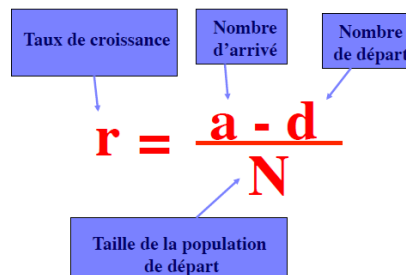 Taux de croissance
Nombre
d'arrivé
Nombre
de départ
r = a - d
N
Taille de la population
de départ